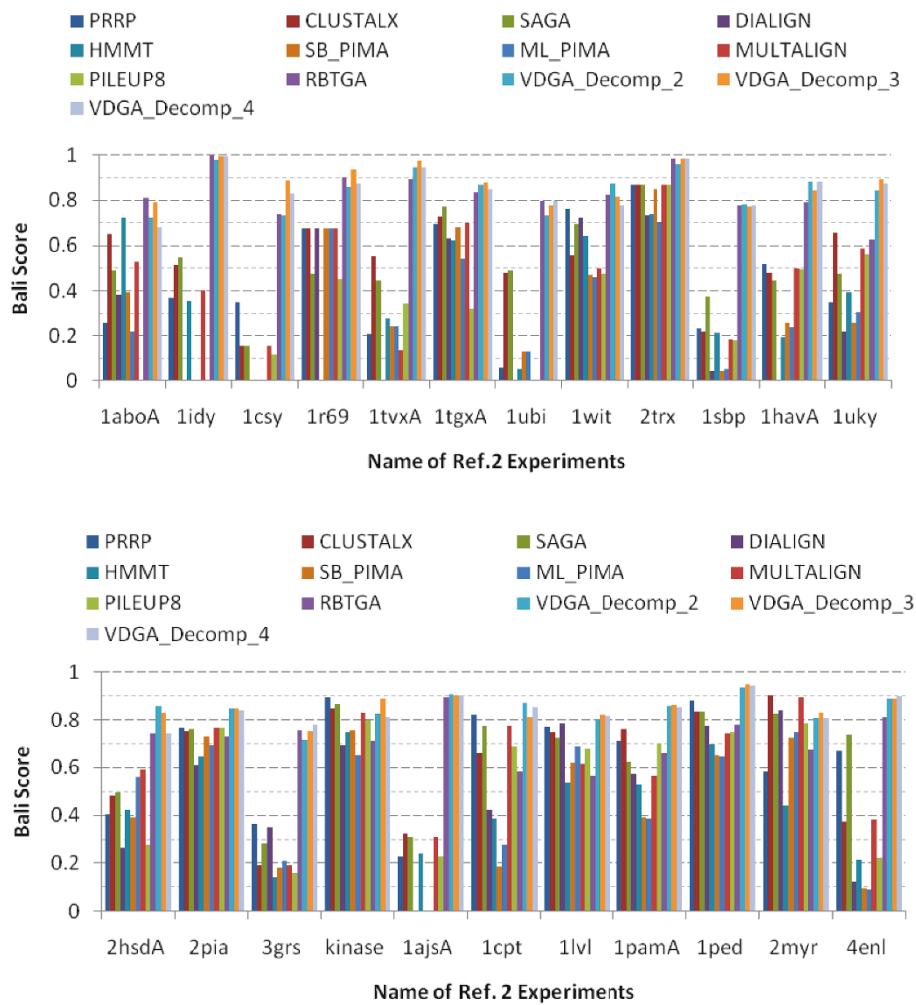 PRRP CLUSTALX SAGA DIALIGN
HMMT SB_PIMA ML_PIMA MULTALIGN
PILEUP8 RBTGA VDGA_Decomp_2 VDGA_Decomp_3
VDGA_Decomp_4
1
0.8
0.6
0.4
0.2
0
Bali Score
1aboA 1idy 1csy 1r69 1tvxA 1tgxA 1ubi 1wit 2trx 1sbp 1havA 1uky
Name of Ref.2 Experiments
PRRP CLUSTALX SAGA DIALIGN
HMMT SB_PIMA ML_PIMA MULTALIGN
PILEUP8 RBTGA VDGA_Decomp_2 VDGA_Decomp_3
VDGA_Decomp_4
1
0.8
0.6
0.4
0.2
0
Bali Score
2hsdA 2pia 3grs kinase 1ajsA 1cpt 1lvl 1pamA 1ped 2myr 4enl
Name of Ref. 2 Experiments